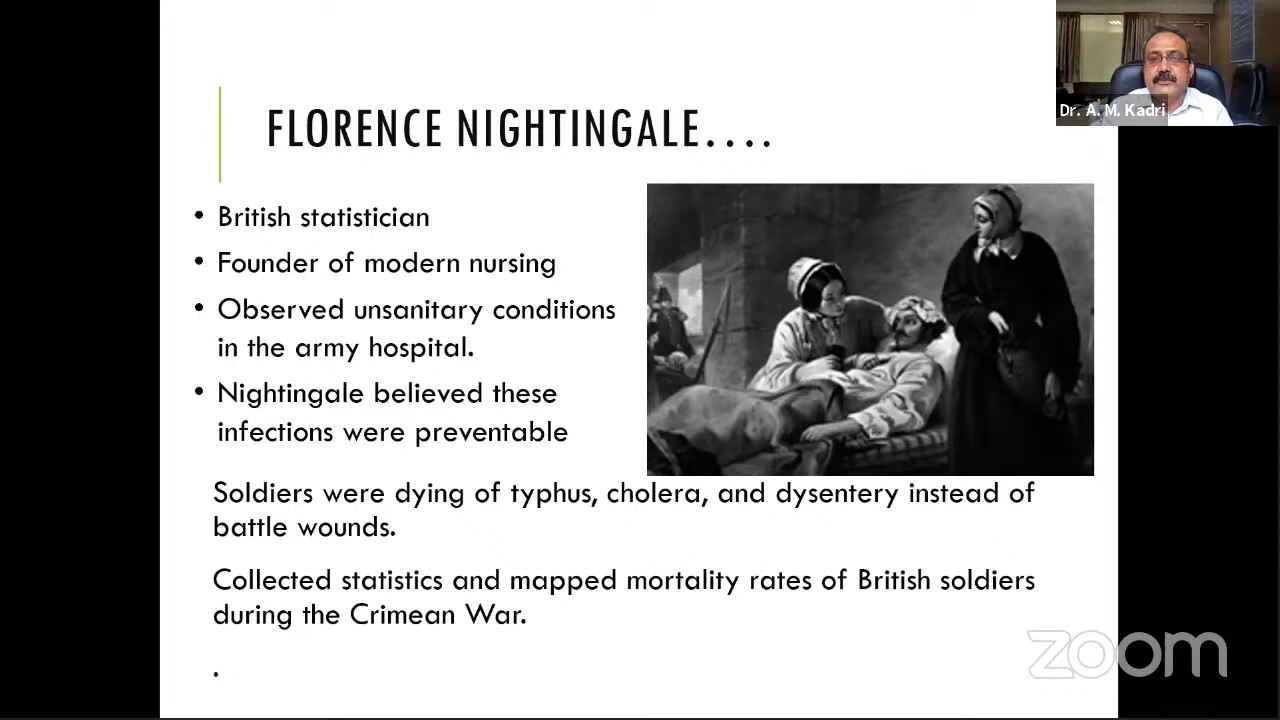 FLORENCE NIGHTINGALE....
Dr. A. M. Kadri
• British statistician
• Founder of modern nursing
• Observed unsanitary conditions
in the army hospital.
• Nightingale believed these
infections were preventable
Soldiers were dying of typhus, cholera, and dysentery instead of
battle wounds.
Collected statistics and mapped mortality rates of British soldiers
during the Crimean War.
.
zoom